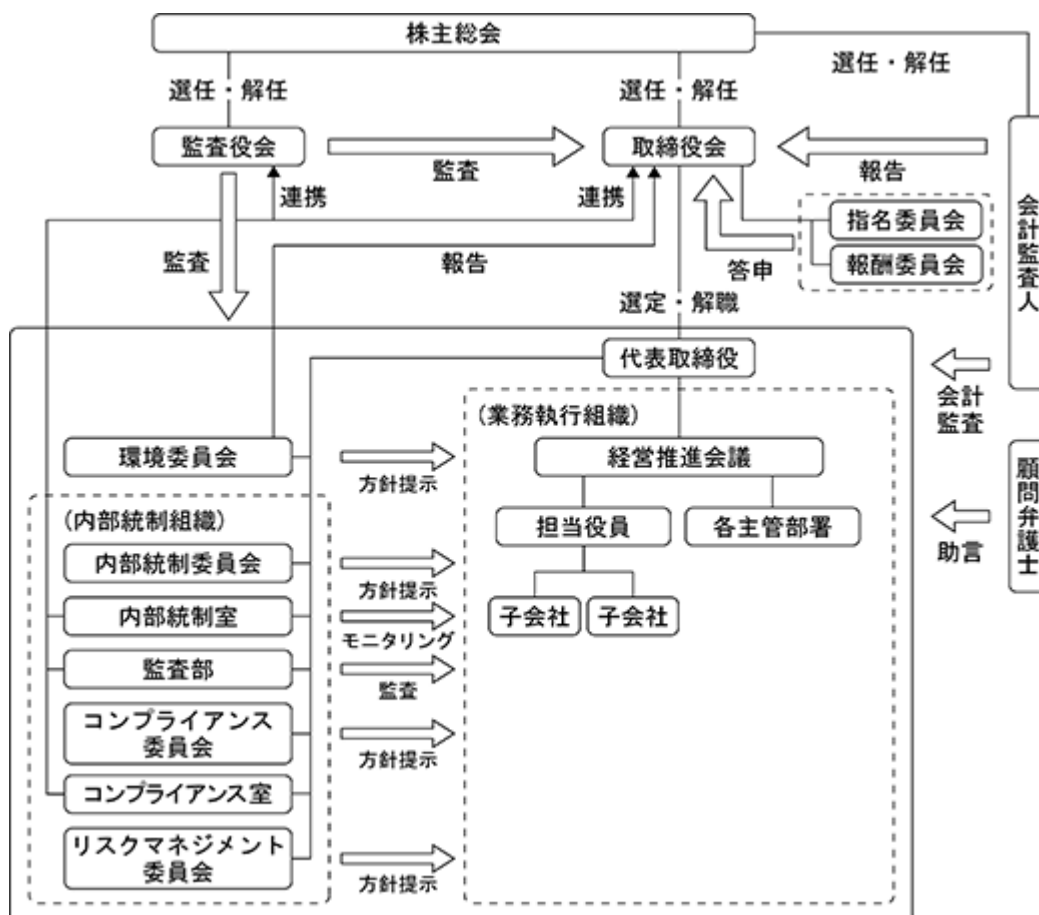 株主総会
選任・解任
選任・解任
選任・解任
監査役会
監査
取締役会
報告
会計監査人
連携
連携
指名委員会
報酬委員会
監査
報告
答申
選定・解職
代表取締役
会計
監査
(業務執行組織)
環境委員会
方針提示
経営推進会議
顧問弁護士
助言
(内部統制組織)
担当役員
各主管部署
内部統制委員会
方針提示
内部統制室
モニタリング
子会社
子会社
監査部
監査
コンプライアンス
委員会
方針提示
コンプライアンス室
リスクマネジメント
委員会
方針提示